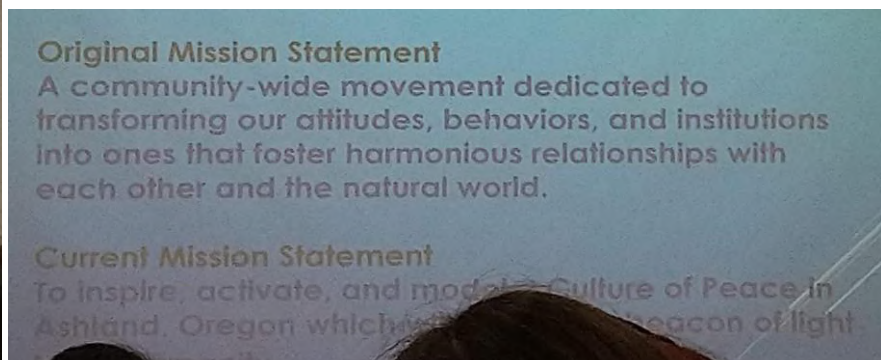 Original Mission Statement
A community-wide movement dedicated to
transforming our attitudes, behaviors, and institutions
into ones that foster harmonious relationships with
each other and the natural world.
Current Mission Statement
To inspire, activate, and model Culture of Peace in
Ashland, Oregon which beacon of light